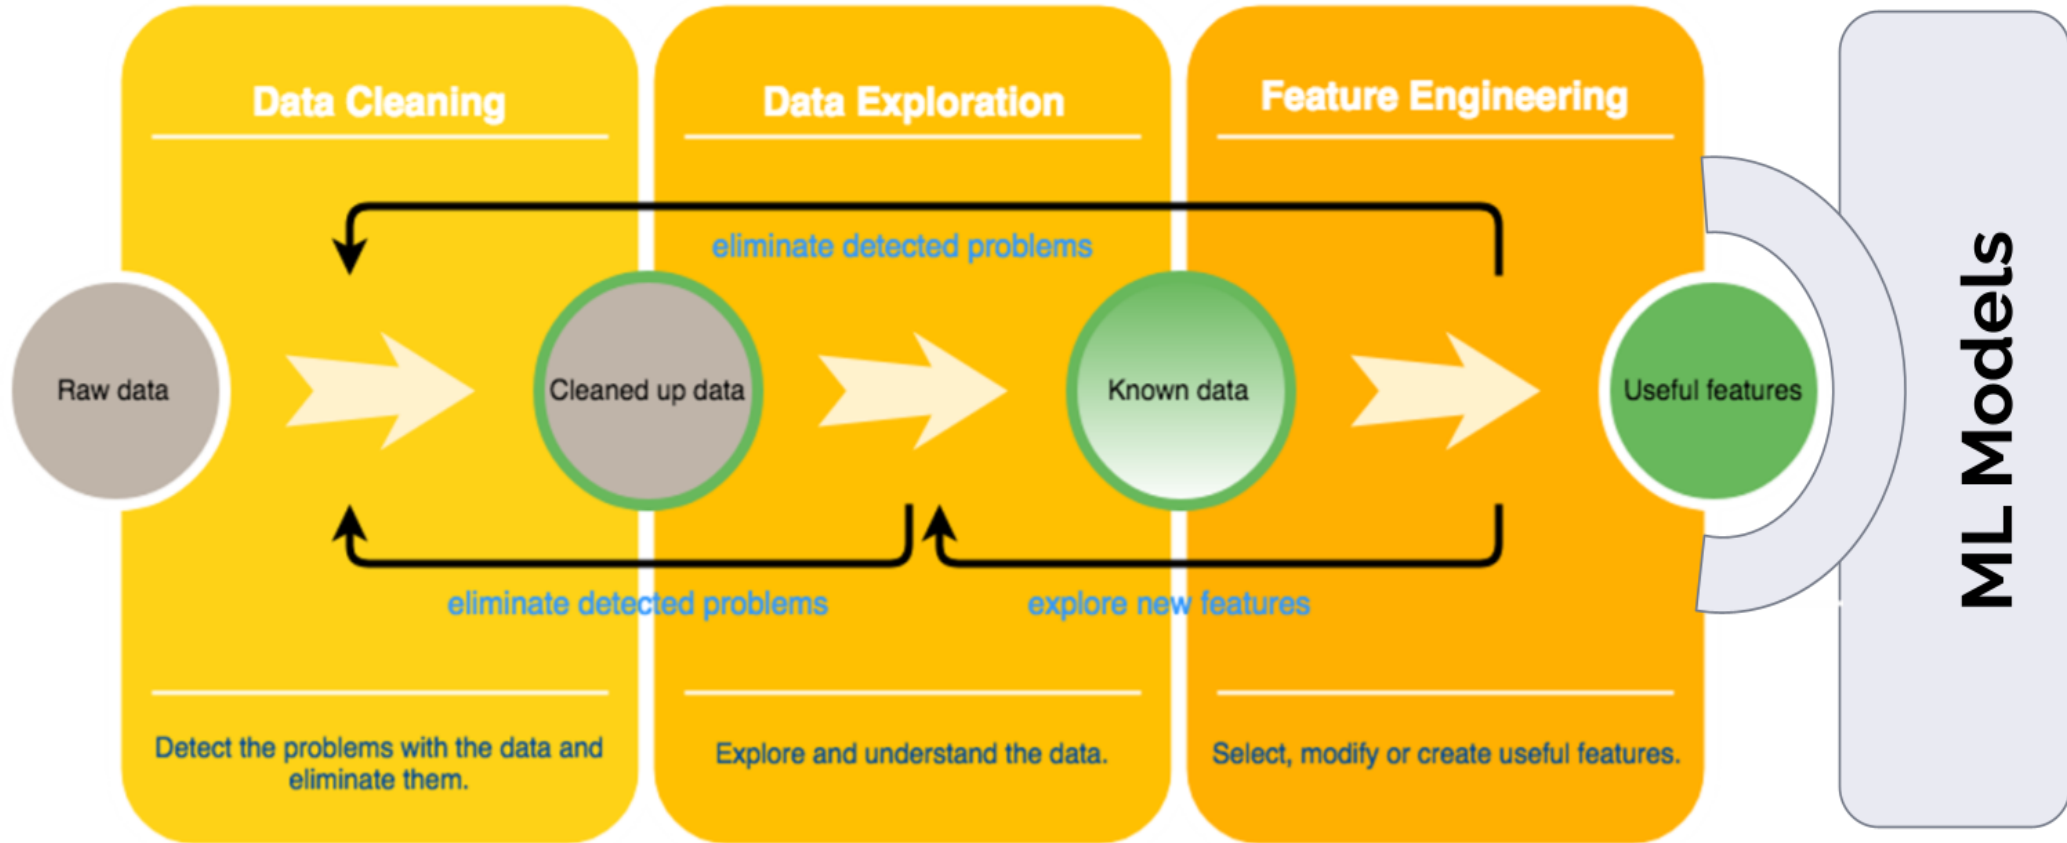 Data Cleaning
Data Exploration
Feature Engineering
eliminate detected problems
Raw data
Cleaned up data
Known data
Useful features
ML Models
eliminate detected problems
explore new features
Detect the problems with the data and
eliminate them.
Explore and understand the data.
Select, modify or create useful features.